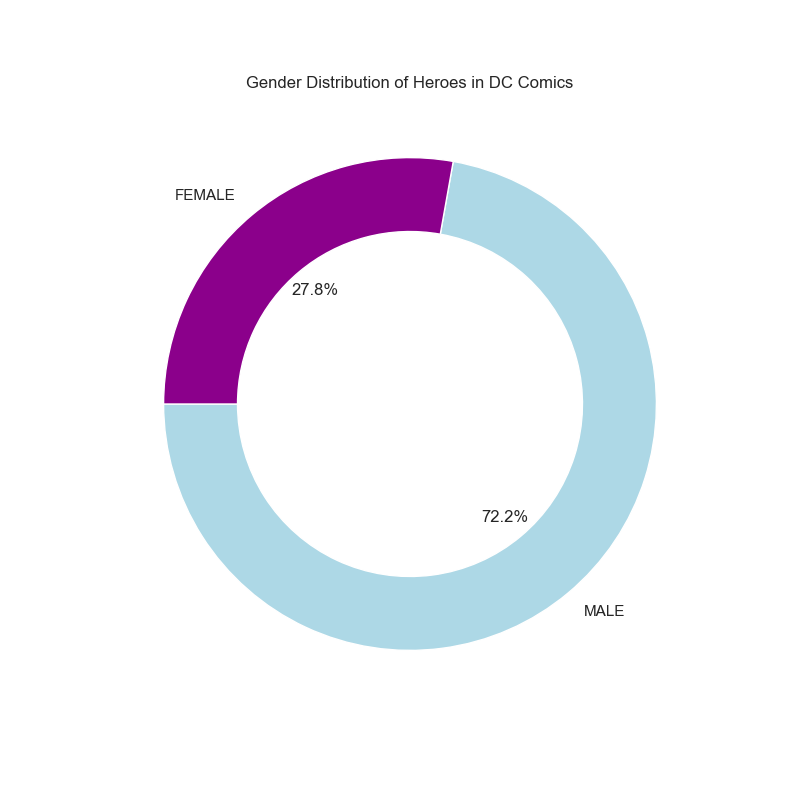 Gender Distribution of Heroes in DC Comics
FEMALE
27.8%
72.2%
MALE